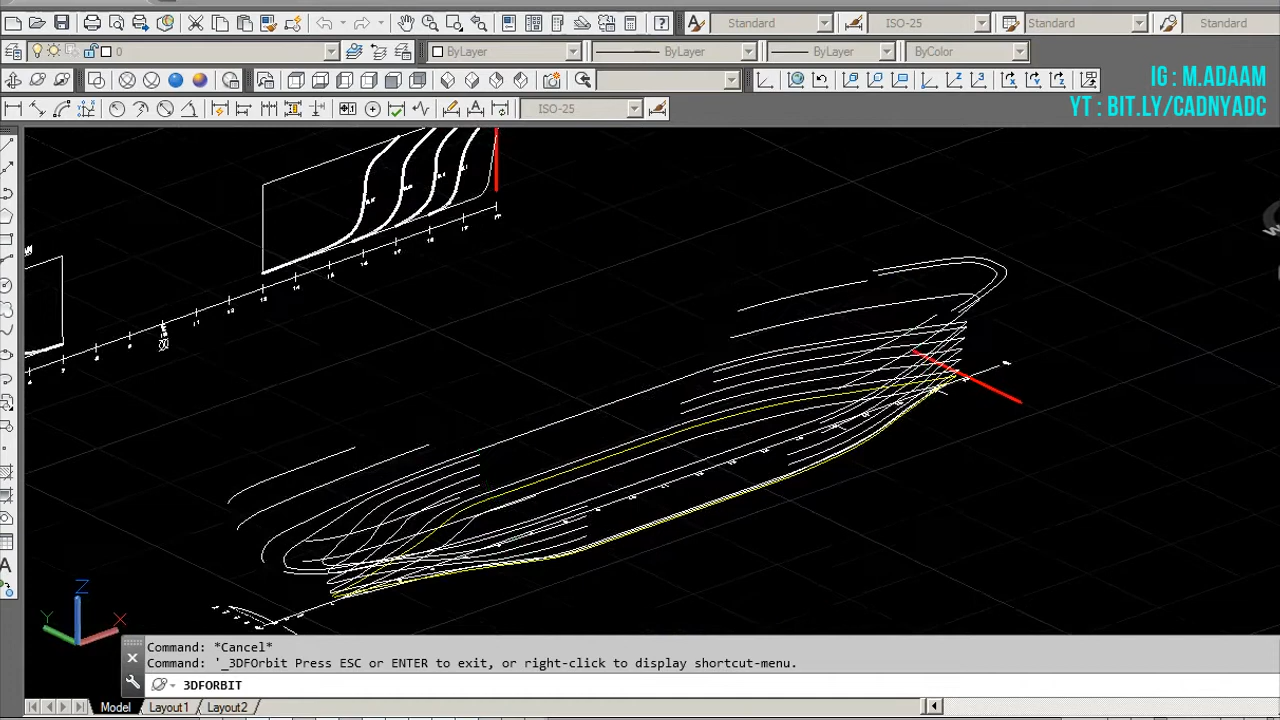 Standard
ISO-25
Standard
Standard
0
ByLayer
ByLayer
ByLayer
ByColor
IG : M.ADAAM
YT : BIT.LY/CADNYADC
ISO-25
Z
Y
X
Command: *Cancel*
Command: '_3DFOrbit Press ESC or ENTER to exit, or right-click to display shortcut-menu.
3DFORBIT
Model
Layout1
Layout2